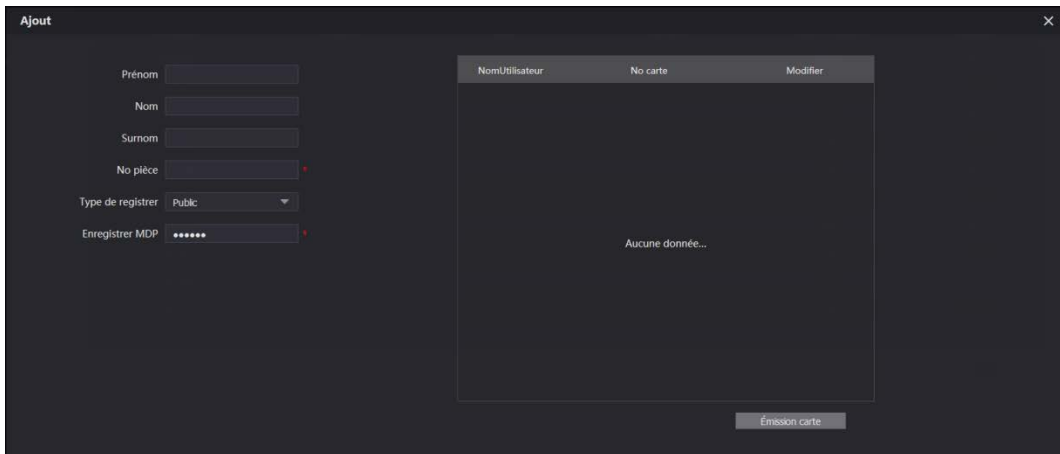 Ajout
Prénom
Nom
Surnom
No pièce *
Type de registrer Public
Enregistrer MDP •••••• *
NomUtilisateur No carte Modifier
Aucune donnée...
Émission carte